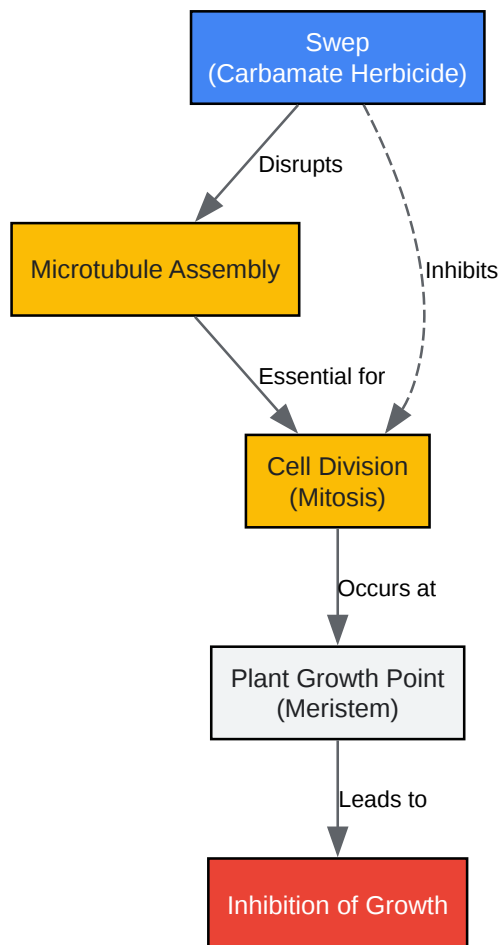 Swep
(Carbamate Herbicide)
Disrupts
Microtubule Assembly
Inhibits
Essential for
Cell Division
(Mitosis)
Occurs at
Plant Growth Point
(Meristem)
Leads to
Inhibition of Growth